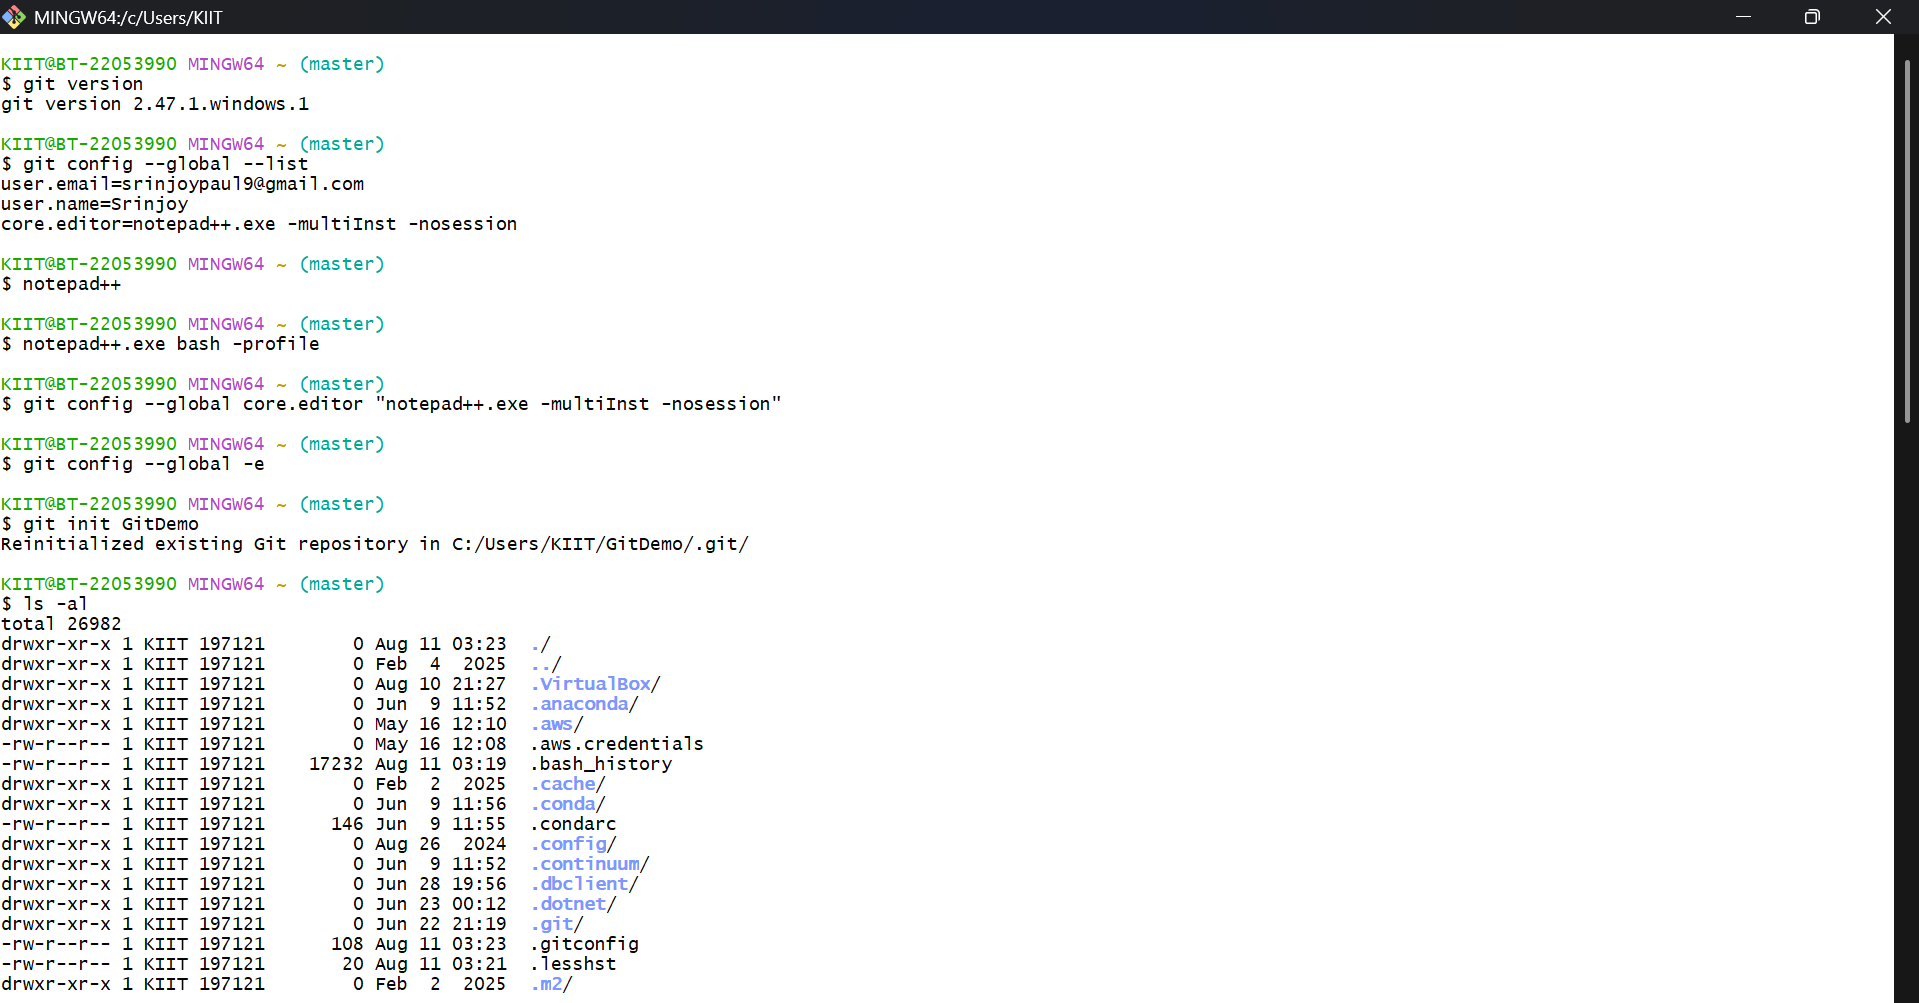 MINGW64:/c/Users/KIIT
KIIT@BT-22053990 MINGW64 ~ (master)
$ git version
git version 2.47.1.windows.1
KIIT@BT-22053990 MINGW64 ~ (master)
$ git config --global --list
user.email=srinjoypaul9@gmail.com
user.name=Srinjoy
core.editor=notepad++.exe -multiInst -nosession
KIIT@BT-22053990 MINGW64 ~ (master)
$ notepad++
KIIT@BT-22053990 MINGW64 ~ (master)
$ notepad++.exe bash -profile
KIIT@BT-22053990 MINGW64 ~ (master)
$ git config --global core.editor "notepad++.exe -multiInst -nosession"
KIIT@BT-22053990 MINGW64 ~ (master)
$ git config --global -e
KIIT@BT-22053990 MINGW64 ~ (master)
$ git init GitDemo
Reinitialized existing Git repository in C:/Users/KIIT/GitDemo/.git/
KIIT@BT-22053990 MINGW64 ~ (master)
$ ls -al
total 26982
drwxr-xr-x 1 KIIT 197121        0 Aug 11 03:23  ./
drwxr-xr-x 1 KIIT 197121        0 Feb  4  2025  ../
drwxr-xr-x 1 KIIT 197121        0 Aug 10 21:27  .VirtualBox/
drwxr-xr-x 1 KIIT 197121        0 Jun  9 11:52  .anaconda/
drwxr-xr-x 1 KIIT 197121        0 May 16 12:10  .aws/
-rw-r--r-- 1 KIIT 197121        0 May 16 12:08  .aws.credentials
-rw-r--r-- 1 KIIT 197121    17232 Aug 11 03:19  .bash_history
drwxr-xr-x 1 KIIT 197121        0 Feb  2  2025  .cache/
drwxr-xr-x 1 KIIT 197121        0 Jun  9 11:56  .conda/
-rw-r--r-- 1 KIIT 197121      146 Jun  9 11:55  .condarc
drwxr-xr-x 1 KIIT 197121        0 Aug 26  2024  .config/
drwxr-xr-x 1 KIIT 197121        0 Jun  9 11:52  .continuum/
drwxr-xr-x 1 KIIT 197121        0 Jun 28 19:56  .dbclient/
drwxr-xr-x 1 KIIT 197121        0 Jun 23 00:12  .dotnet/
drwxr-xr-x 1 KIIT 197121        0 Jun 22 21:19  .git/
-rw-r--r-- 1 KIIT 197121      108 Aug 11 03:23  .gitconfig
-rw-r--r-- 1 KIIT 197121       20 Aug 11 03:21  .lesshst
drwxr-xr-x 1 KIIT 197121        0 Feb  2  2025  .m2/